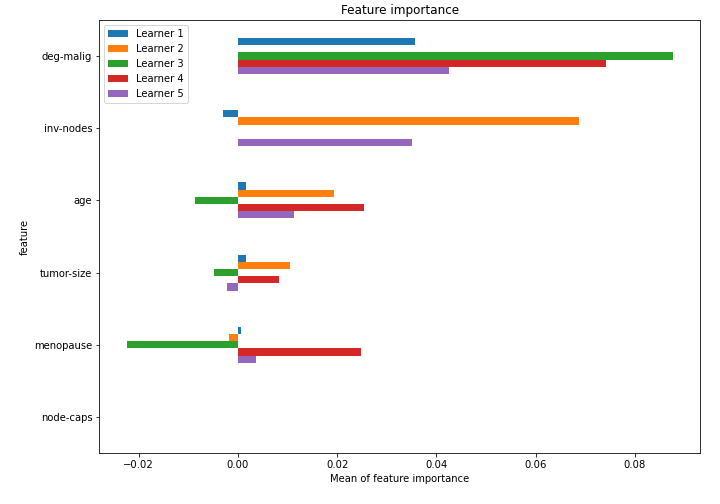 Feature importance
Learner 1
Learner 2
Learner 3
Learner 4
Learner 5
deg-malig
inv-nodes
age
tumor-size
menopause
node-caps
feature
−0.02 0.00 0.02 0.04 0.06 0.08
Mean of feature importance